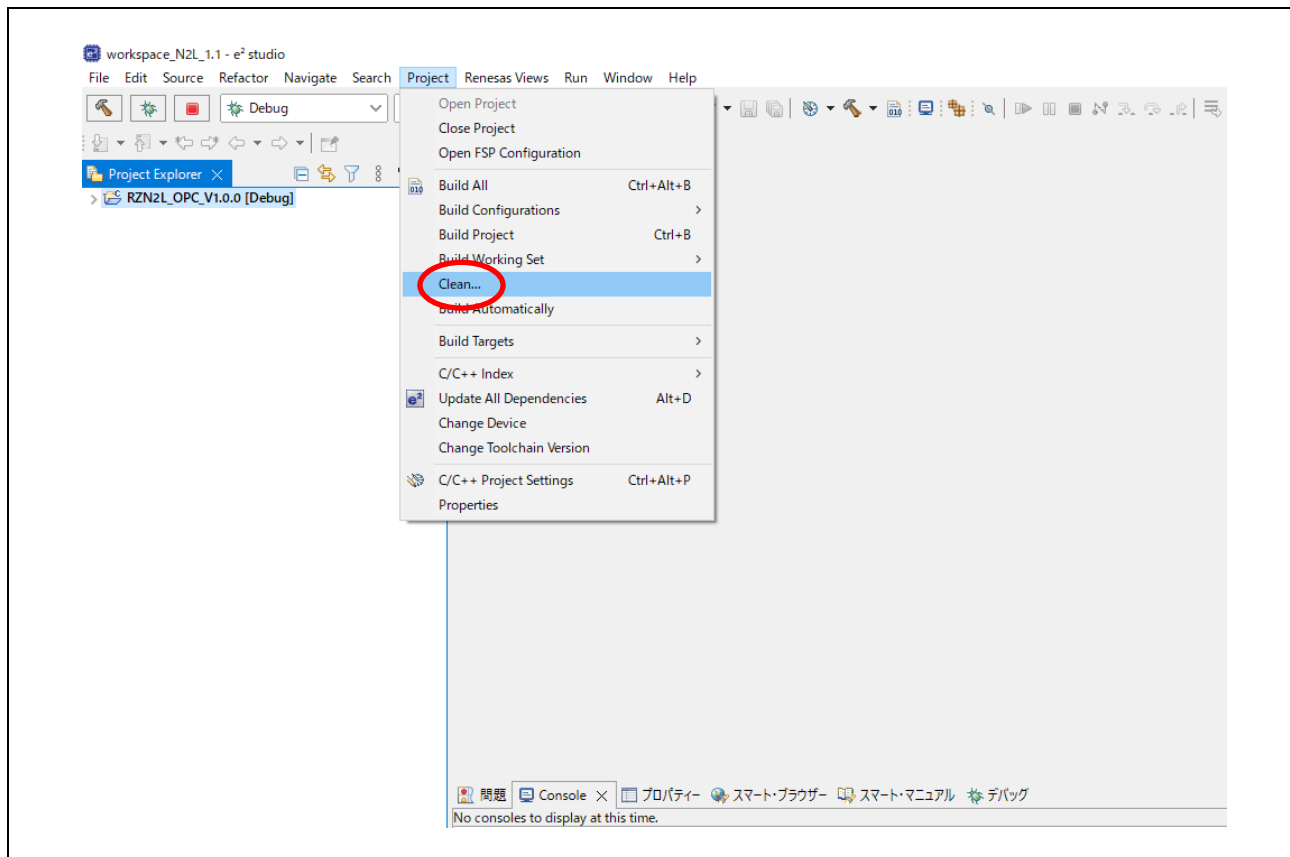 workspace_N2L_1.1 - e² studio
File Edit Source Refactor Navigate Search Project Renesas Views Run Window Help
Debug
Open Project
Close Project
Open FSP Configuration
Project Explorer
RZN2L_OPC_V1.0.0 [Debug]
Build All Ctrl+Alt+B
Build Configurations
Build Project Ctrl+B
Build Working Set
Clean...
Build Automatically
Build Targets
C/C++ Index
Update All Dependencies Alt+D
Change Device
Change Toolchain Version
C/C++ Project Settings Ctrl+Alt+P
Properties
問題 Console プロパティー スマート・ブラウザー スマート・マニュアル デバッグ
No consoles to display at this time.